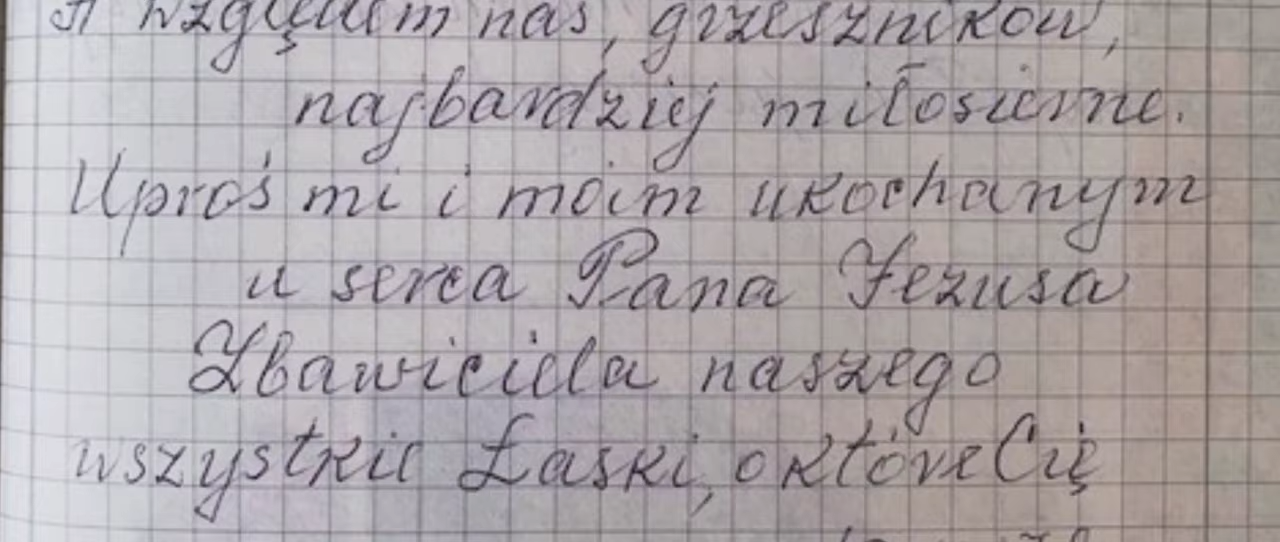 A względem nas, grzeszników,
najbardziej miłosierne.
Uproś mi i moim ukochanym
u serca Pana Jezusa
Zbawiciela naszego
wszystkie Łaski, o które Cię